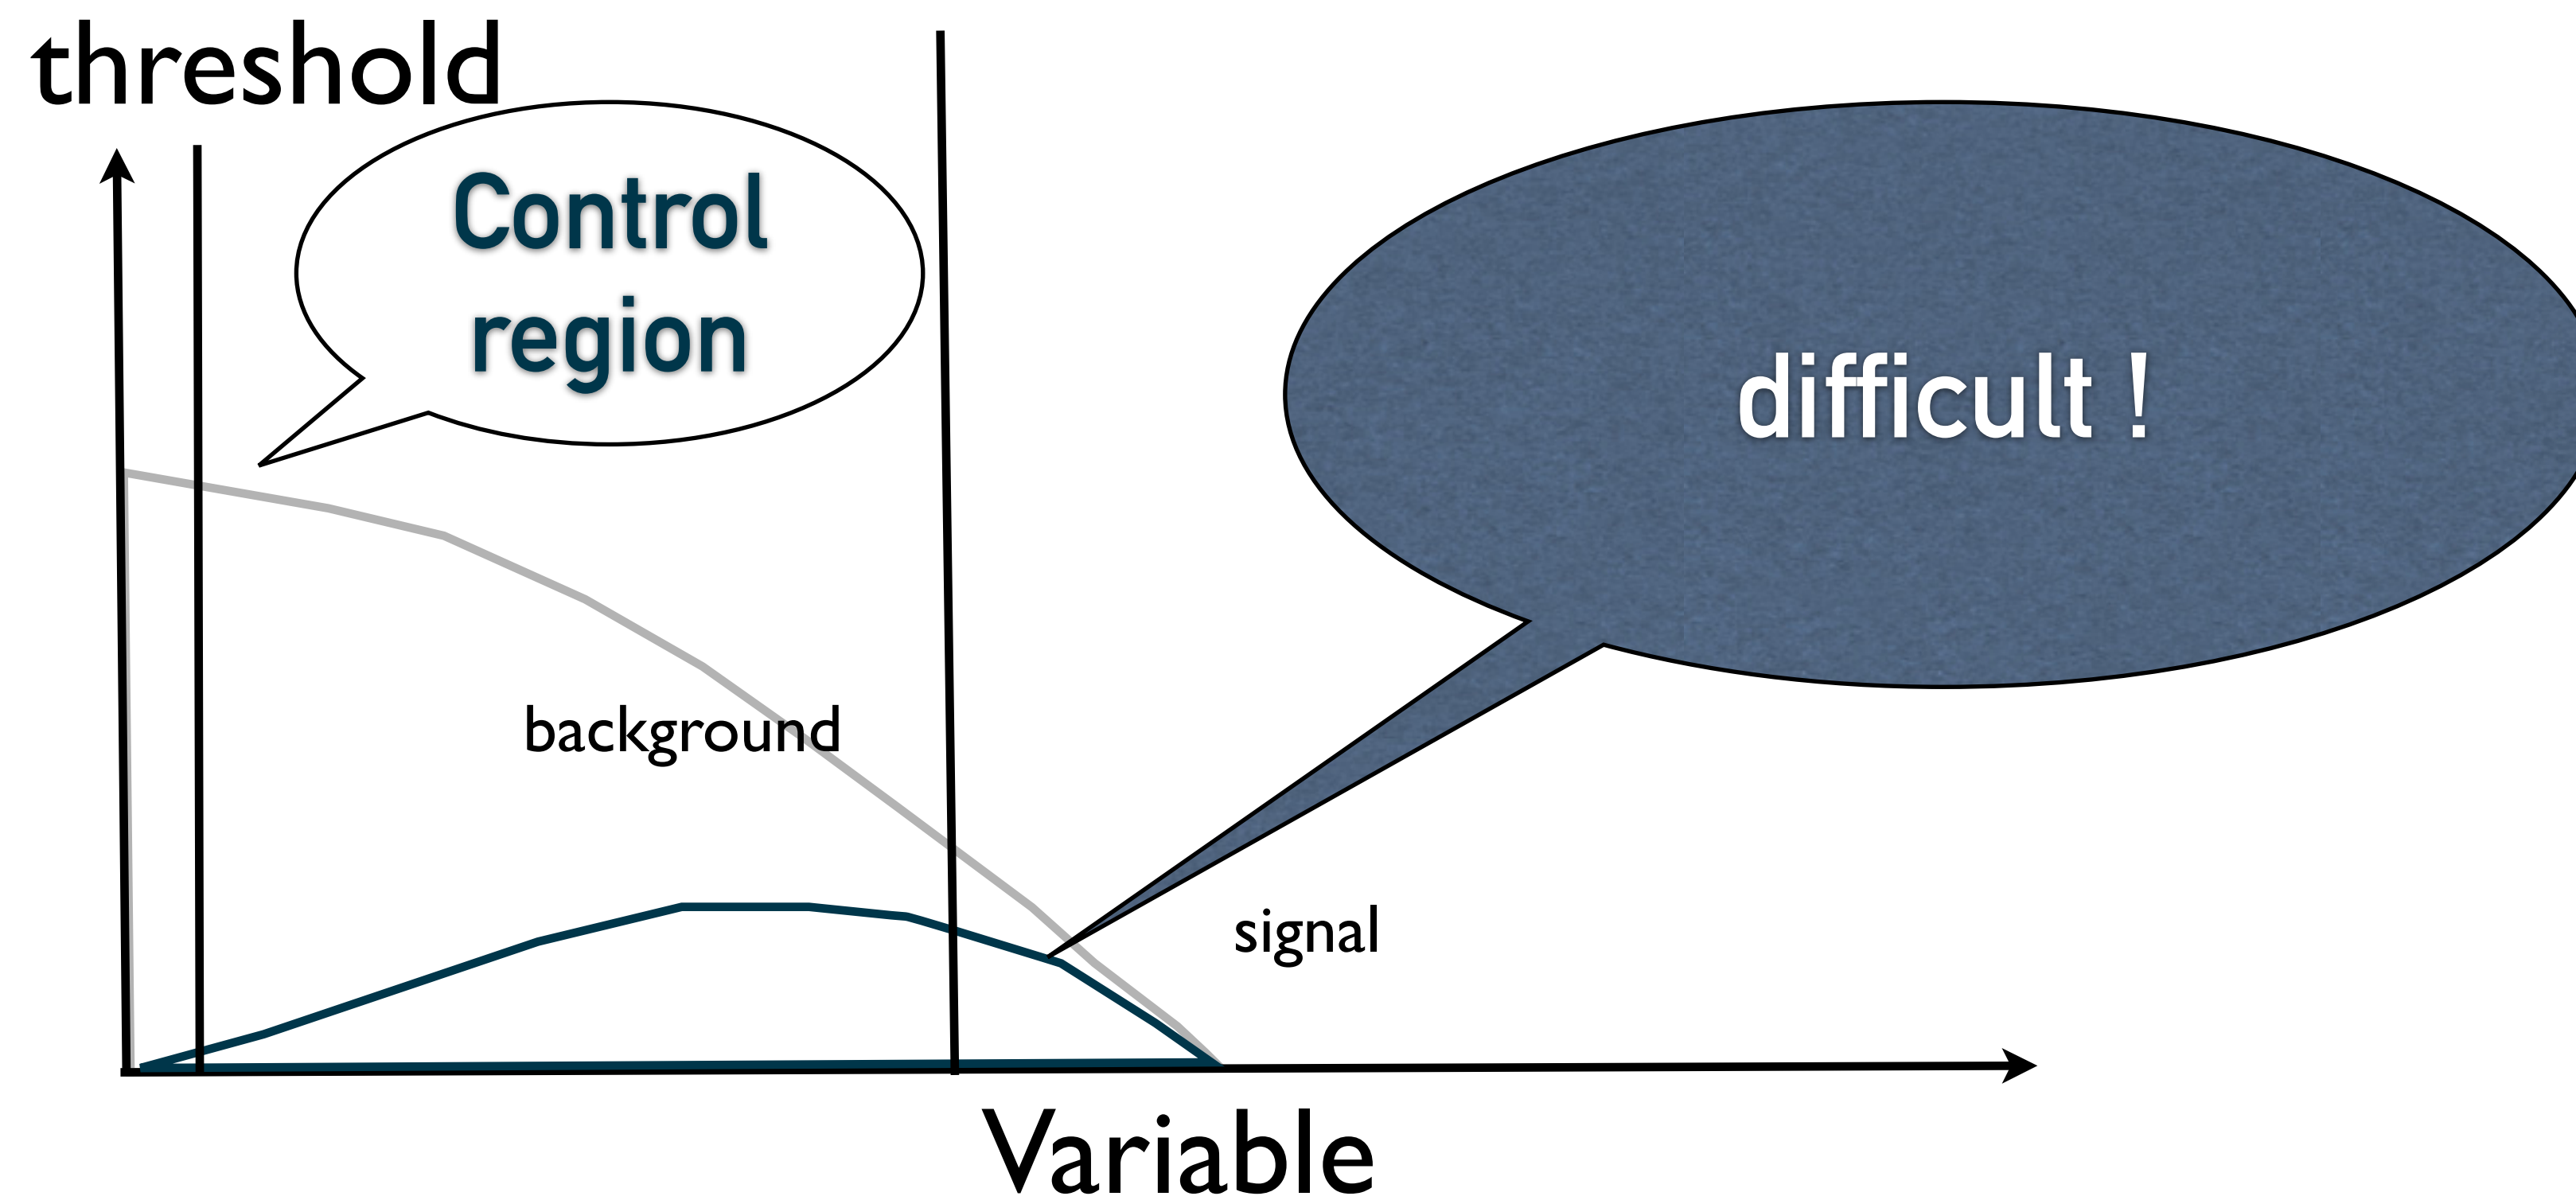 threshold
Control
region
difficult !
background
signal
Variable